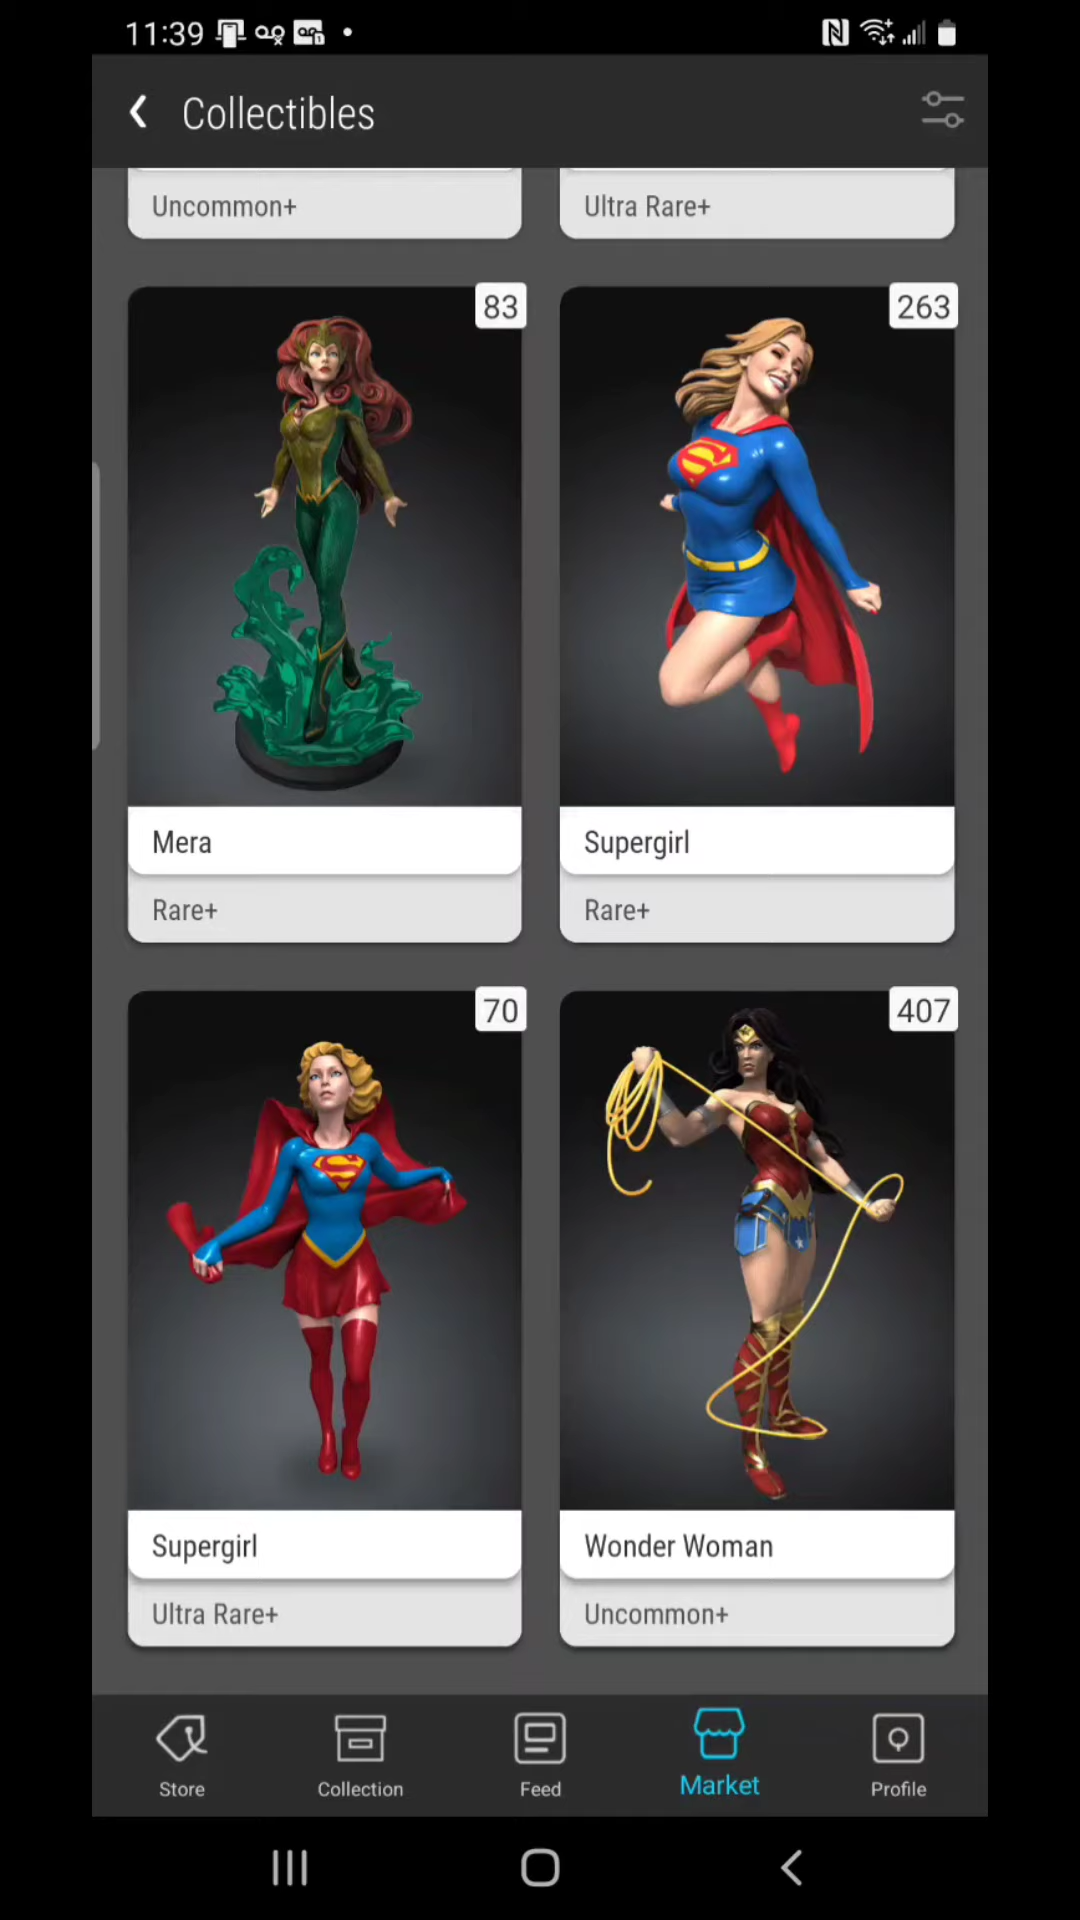 11:39
Collectibles
Uncommon+
Ultra Rare+
83
263
Mera
Supergirl
Rare+
Rare+
70
407
Supergirl
Wonder Woman
Ultra Rare+
Uncommon+
Store
Collection
Feed
Market
Profile